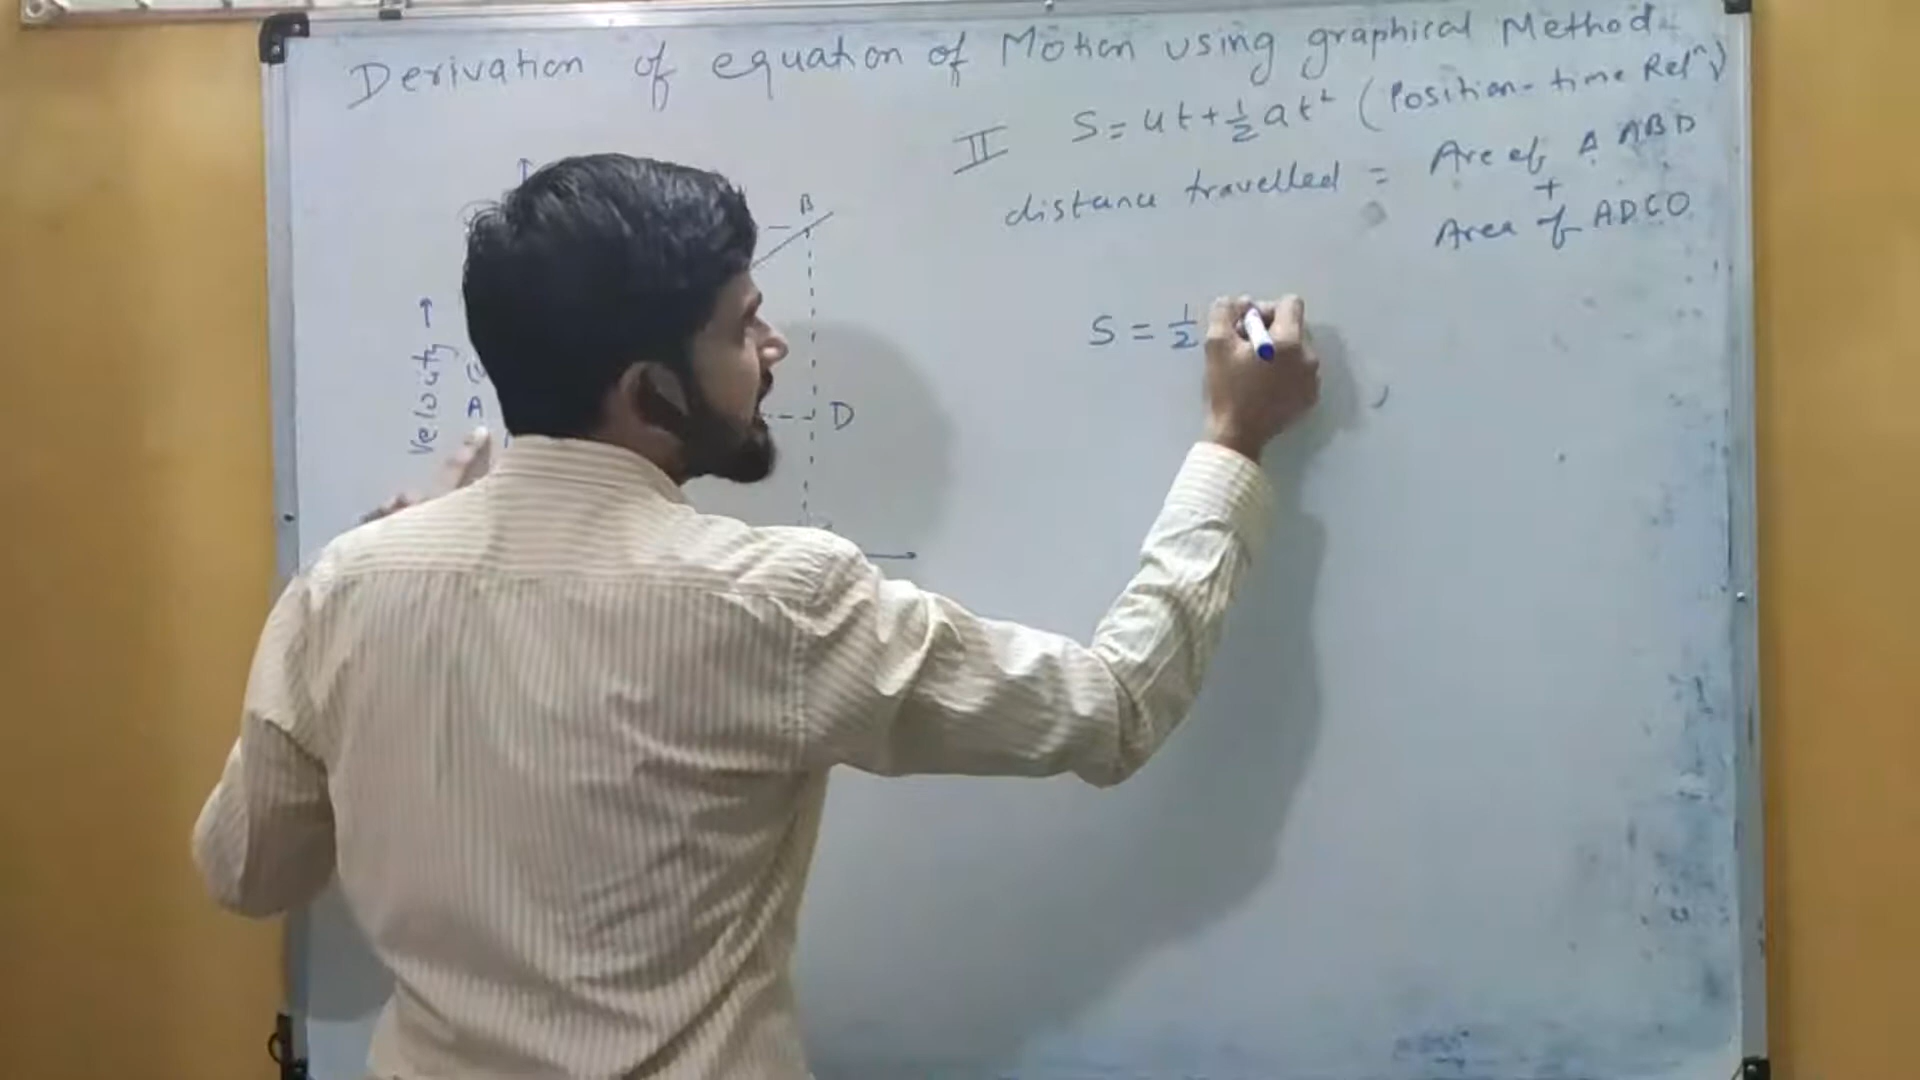 Derivation of equation of Motion using graphical Method.
II S = ut + 1/2 at² (Position-time Relⁿ)
distance travelled = Are of Δ ABD
+
Area of ADCO
S = 1/2
B
Velocity →
A
D